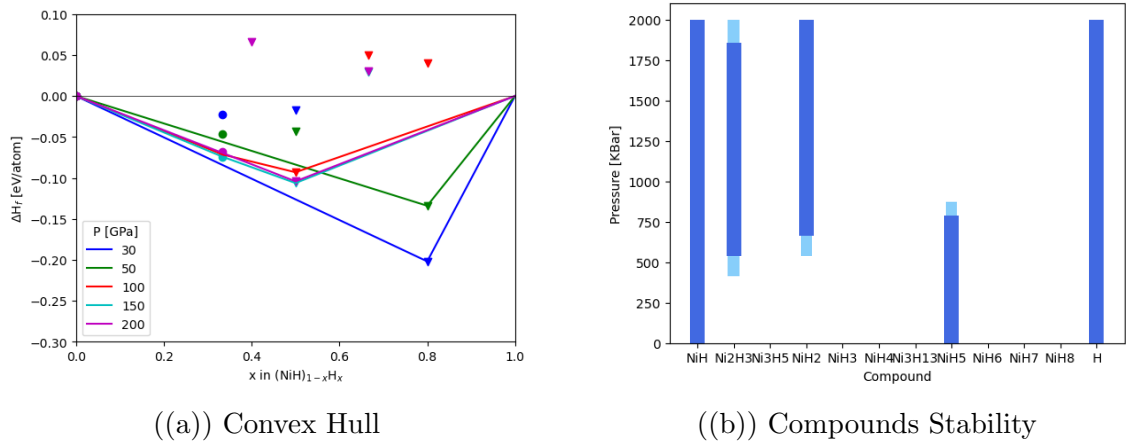 0.10
0.05
0.00
−0.05
−0.10
−0.15
−0.20
−0.25
−0.30
ΔHf [eV/atom]
P [GPa]
30
50
100
150
200
0.0 0.2 0.4 0.6 0.8 1.0
x in (NiH)1−xHx
((a)) Convex Hull
2000
1750
1500
1250
1000
750
500
250
0
Pressure [KBar]
NiH Ni2H3 Ni3H5 NiH2 NiH3 NiH4 Ni3H13 NiH5 NiH6 NiH7 NiH8 H
Compound
((b)) Compounds Stability